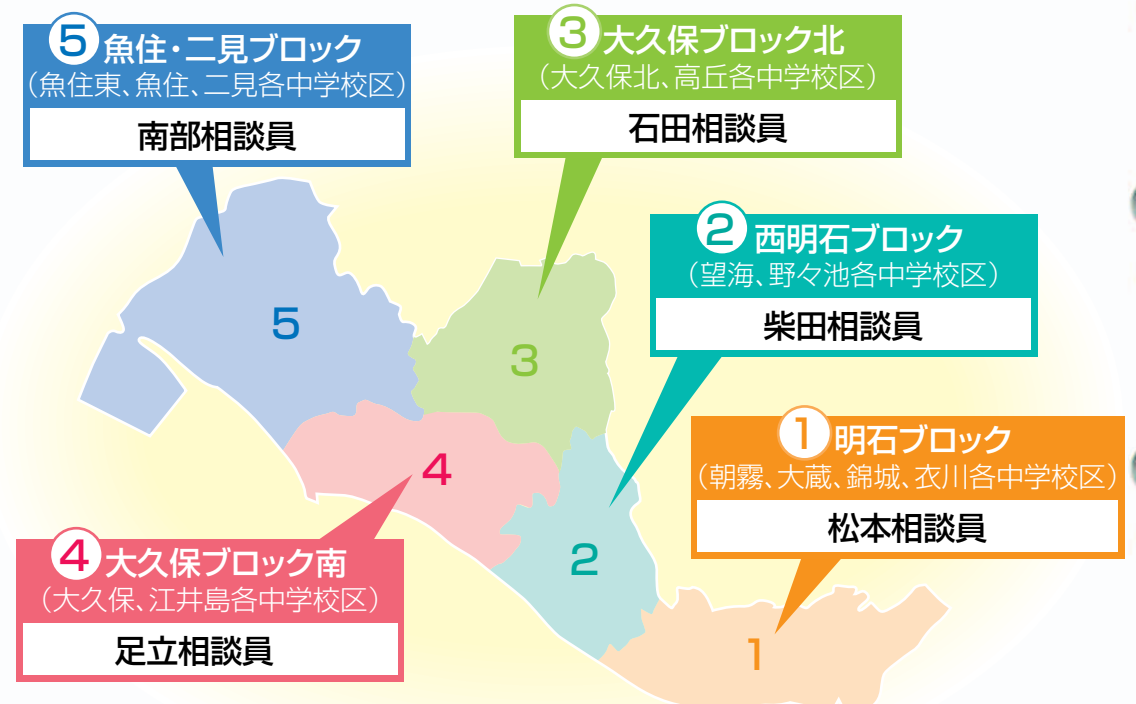 ⑤魚住・二見ブロック
（魚住東、魚住、二見各中学校区）
南部相談員
③大久保ブロック北
（大久保北、高丘各中学校区）
石田相談員
②西明石ブロック
（望海、野々池各中学校区）
柴田相談員
①明石ブロック
（朝霧、大蔵、錦城、衣川各中学校区）
松本相談員
④大久保ブロック南
（大久保、江井島各中学校区）
足立相談員
5
3
4
2
1